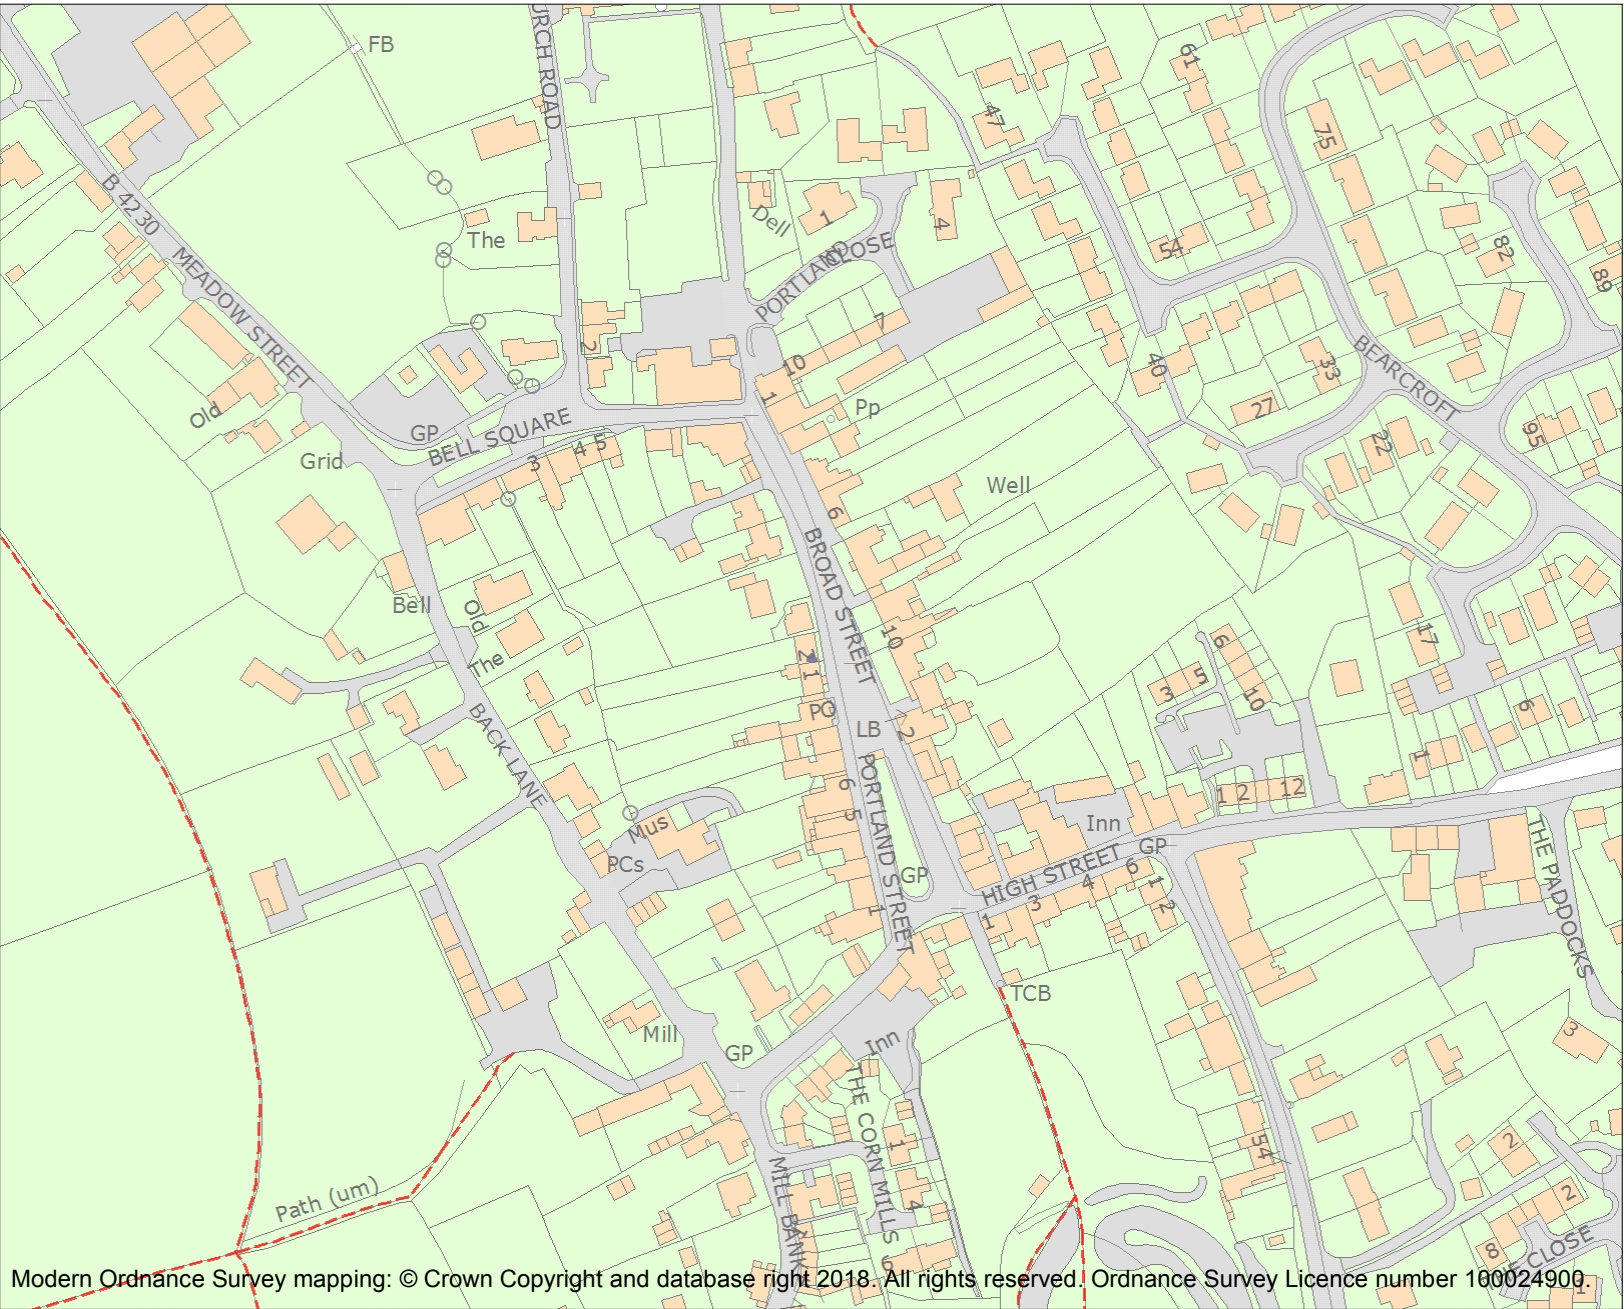 FB
URCH ROAD
61
47
75
B 4230
The
Dell
1
4
54
82
89
MEADOW STREET
PORTLAND
CLOSE
7
2
10
40
33
BEARCROFT
1
Old
GP
BELL SQUARE
Pp
27
22
95
Grid
3
4
5
Well
6
BROAD STREET
Bell
Old
The
10
17
6
21
3
5
10
6
PO
LB
2
BACK LANE
PORTLAND STREET
6
5
1
1
2
12
Mus
PCs
Inn
GP
GP
HIGH STREET
1
3
4
6
1
2
THE PADDOCKS
1
TCB
Mill
GP
Inn
3
THE CORN MILLS
1
4
6
54
2
2
8
Path (um)
MILL BANK
HE CLOSE
1
Modern Ordnance Survey mapping: © Crown Copyright and database right 2018. All rights reserved. Ordnance Survey Licence number 100024900.